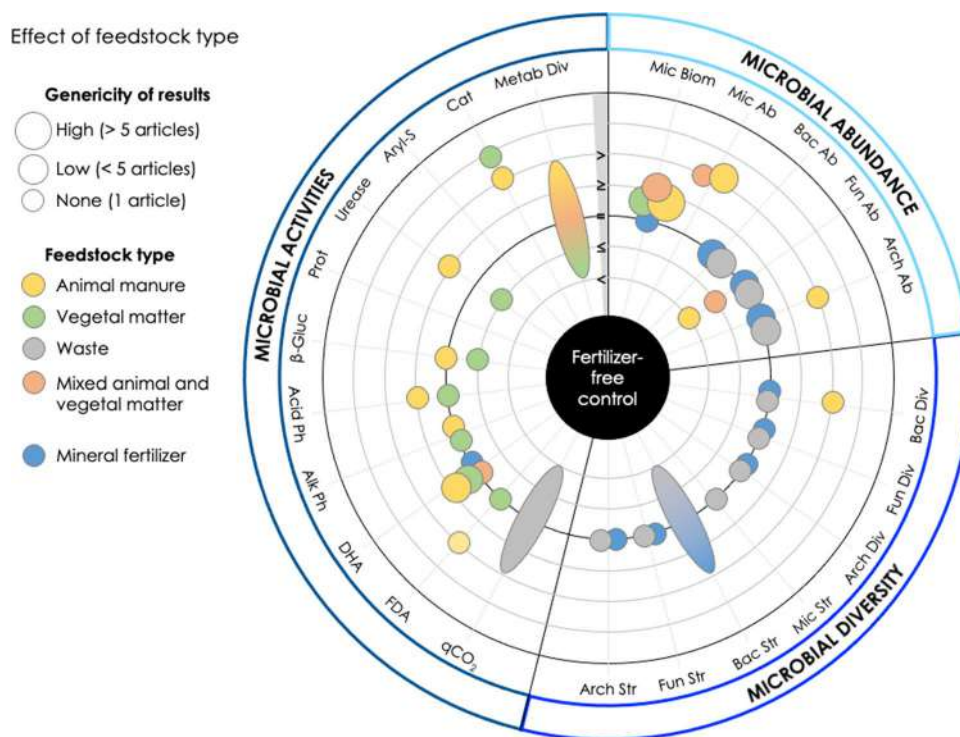 Effect of feedstock type
Genericity of results
High (> 5 articles)
Low (< 5 articles)
None (1 article)
Feedstock type
Animal manure
Vegetal matter
Waste
Mixed animal and
vegetal matter
Mineral fertilizer
MICROBIAL ABUNDANCE
Mic Biom
Mic Ab
Bac Ab
Fun Ab
Arch Ab
MICROBIAL DIVERSITY
Bac Div
Fun Div
Arch Div
Mic Str
Bac Str
Fun Str
Arch Str
MICROBIAL ACTIVITIES
qCO₂
FDA
DHA
Alk Ph
Acid Ph
β-Gluc
Prot
Urease
Aryl-S
Cat
Metab Div
>
≥
=
≤
<
Fertilizer-
free
control